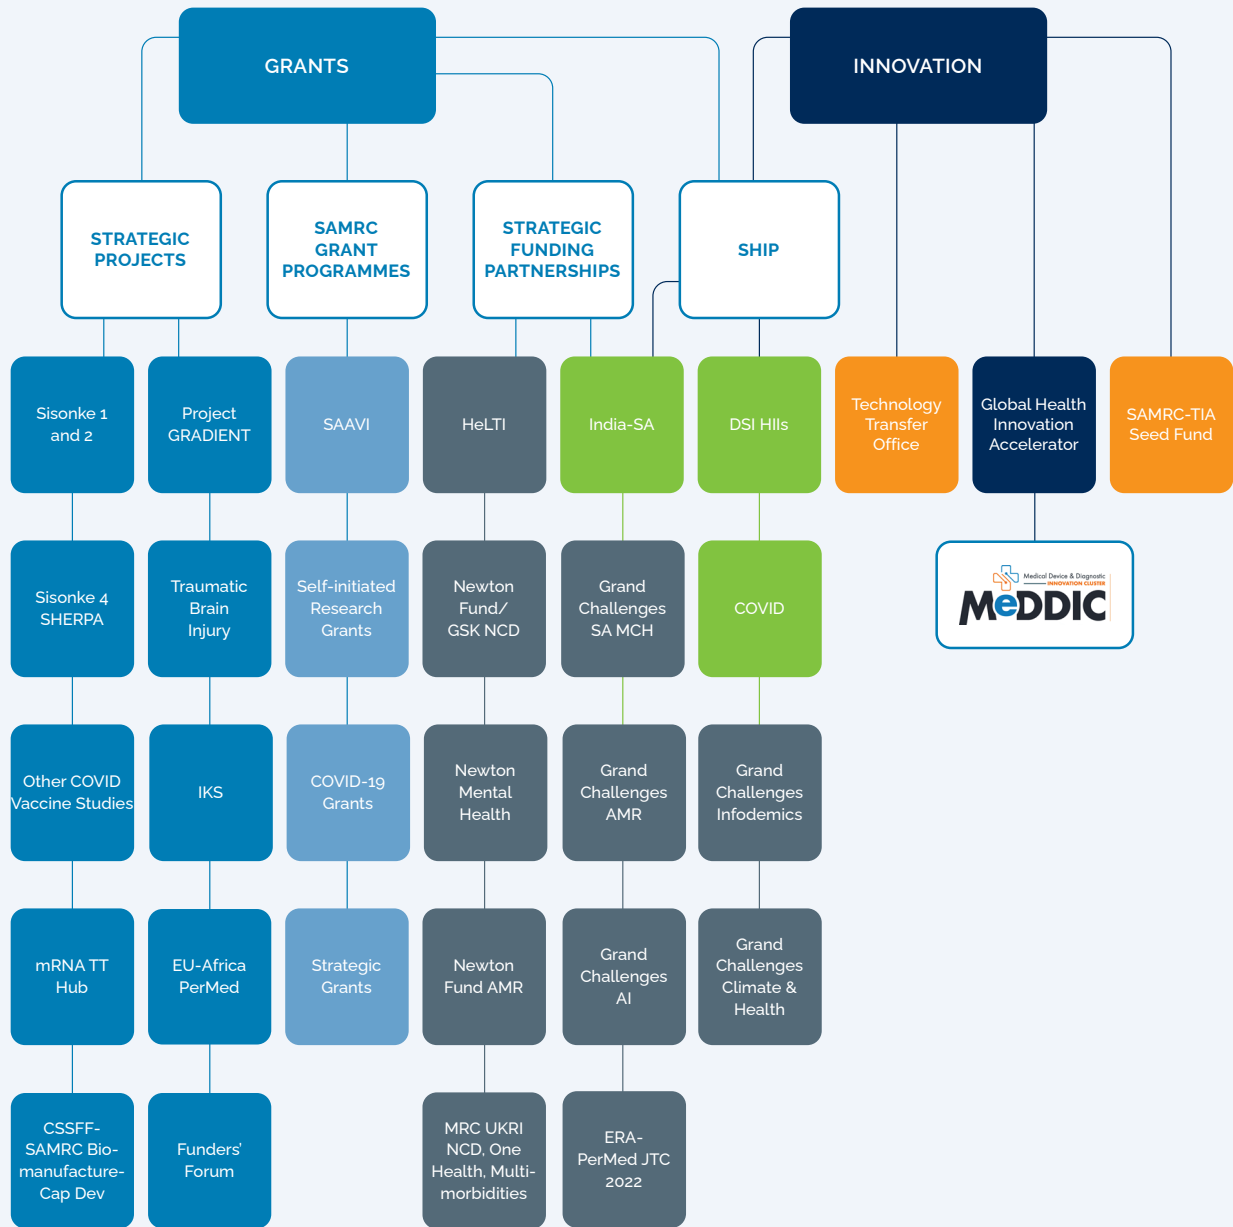 GRANTS
INNOVATION
STRATEGIC
PROJECTS
SAMRC
GRANT
PROGRAMMES
STRATEGIC
FUNDING
PARTNERSHIPS
SHIP
Sisonke 1
and 2
Project
GRADIENT
SAAVI
HeLTI
India-SA
DSI HIIs
Technology
Transfer
Office
Global Health
Innovation
Accelerator
SAMRC-TIA
Seed Fund
Sisonke 4
SHERPA
Traumatic
Brain
Injury
Self-initiated
Research
Grants
Newton
Fund/
GSK NCD
Grand
Challenges
SA MCH
COVID
Medical Device & Diagnostic
INNOVATION CLUSTER
MeDDIC
Other COVID
Vaccine Studies
IKS
COVID-19
Grants
Newton
Mental
Health
Grand
Challenges
AMR
Grand
Challenges
Infodemics
mRNA TT
Hub
EU-Africa
PerMed
Strategic
Grants
Newton
Fund AMR
Grand
Challenges
AI
Grand
Challenges
Climate &
Health
CSSFF-
SAMRC Bio-
manufacture-
Cap Dev
Funders'
Forum
MRC UKRI
NCD, One
Health, Multi-
morbidities
ERA-
PerMed JTC
2022